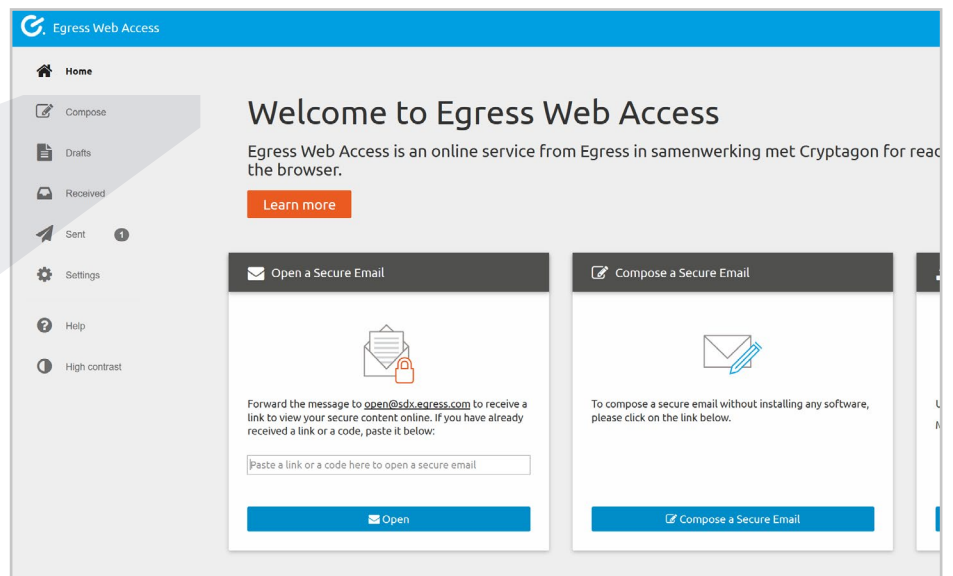 Egress Web Access
Home
Compose
Drafts
Received
Sent 1
Settings
Help
High contrast
Welcome to Egress Web Access
Egress Web Access is an online service from Egress in samenwerking met Cryptagon for
the browser.
Learn more
Open a Secure Email
Forward the message to open@sdx.egress.com to receive a
link to view your secure content online. If you have already
received a link or a code, paste it below:
Paste a link or a code here to open a secure email
Open
Compose a Secure Email
To compose a secure email without installing any software,
please click on the link below.
Compose a Secure Email